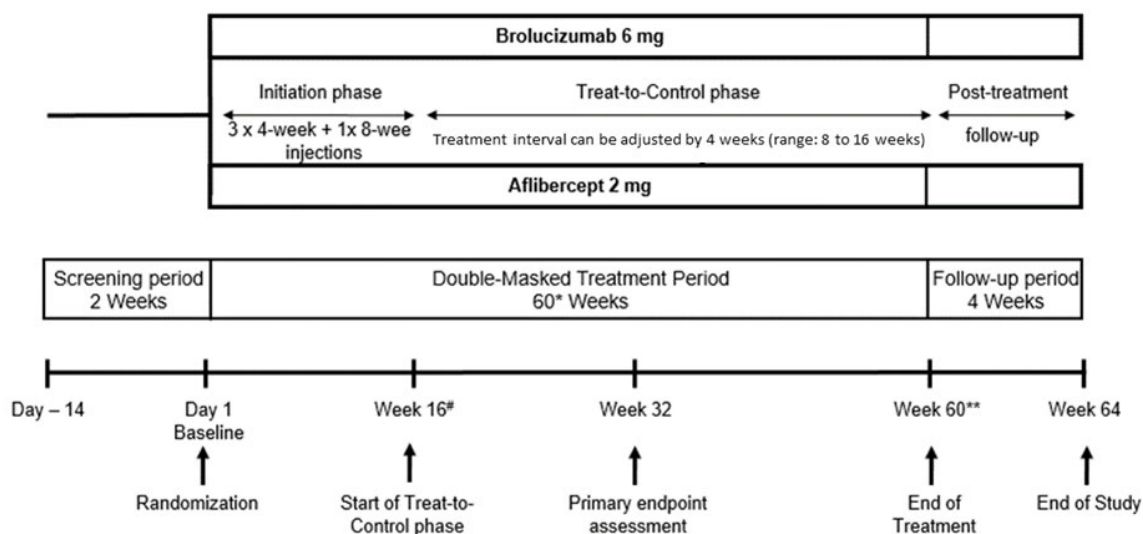 Brolucizumab 6 mg
Initiation phase
Treat-to-Control phase
Post-treatment
3 x 4-week + 1x 8-wee
injections
Treatment interval can be adjusted by 4 weeks (range: 8 to 16 weeks)
follow-up
Aflibercept 2 mg
Screening period
2 Weeks
Double-Masked Treatment Period
60* Weeks
Follow-up period
4 Weeks
Day – 14
Day 1
Baseline
Week 16#
Week 32
Week 60**
Week 64
Randomization
Start of Treat-to-
Control phase
Primary endpoint
assessment
End of
Treatment
End of Study